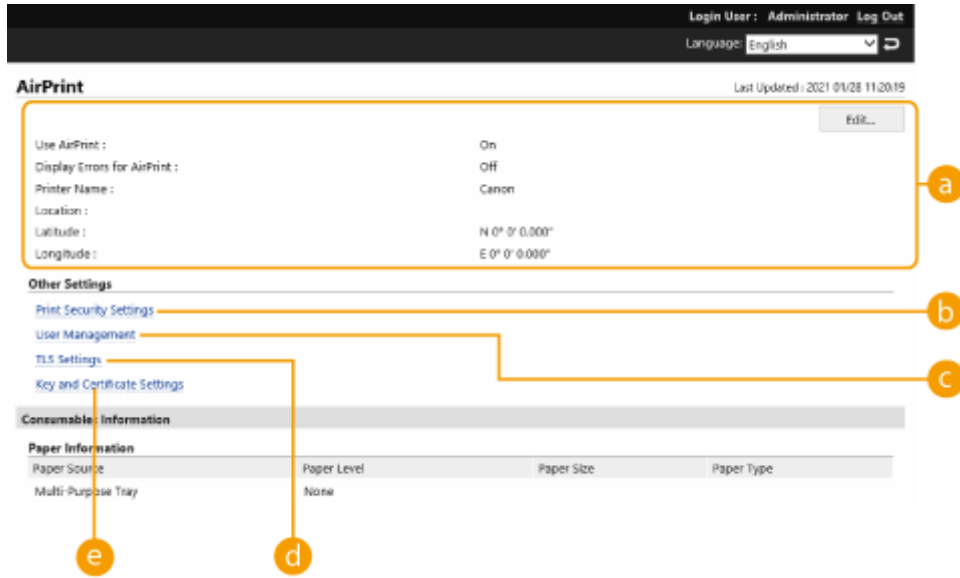 Login User : Administrator Log Out
Language: English
AirPrint Last Updated : 2021 01/28 11:20:19
Edit...
Use AirPrint : On
Display Errors for AirPrint : Off
Printer Name : Canon
a
Location :
Latitude : N 0° 0' 0.000"
Longitude : E 0° 0' 0.000"
Other Settings
Print Security Settings b
User Management
TLS Settings c
Key and Certificate Settings
Consumables Information
Paper Information
Paper Source Paper Level Paper Size Paper Type
Multi-Purpose Tray None
e d